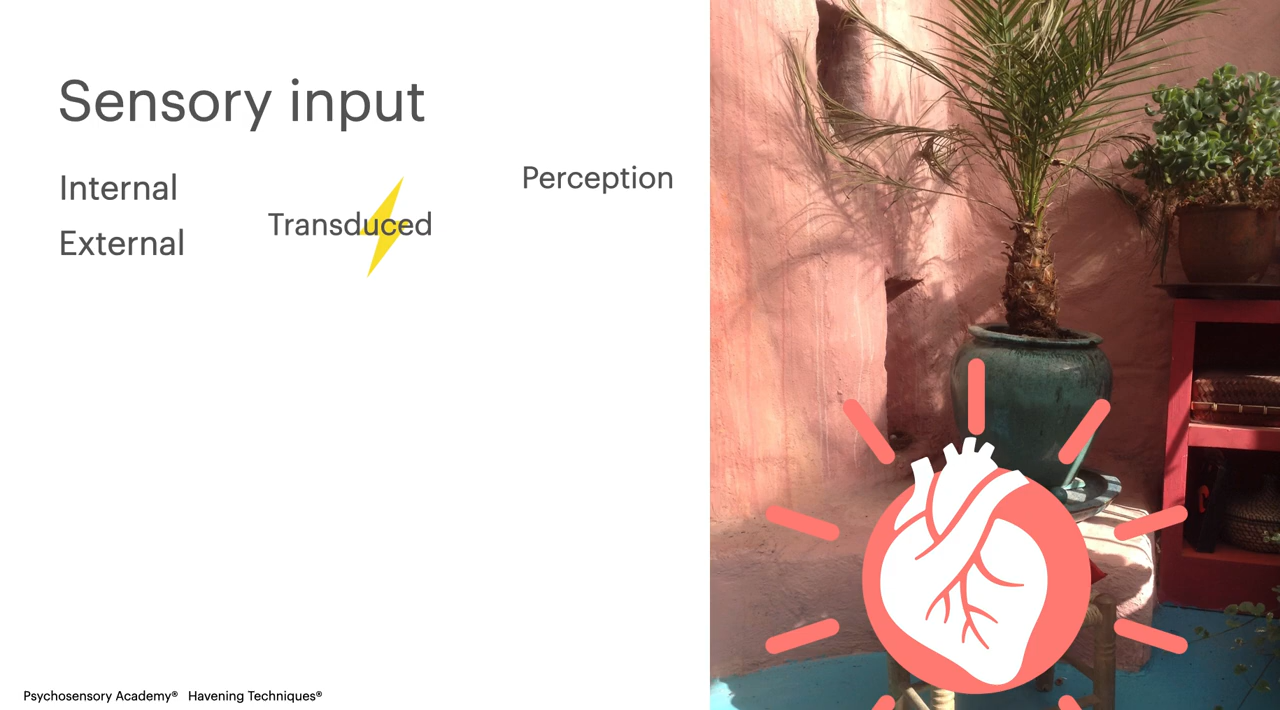 Sensory input
Internal
External
Transduced
Perception
Psychosensory Academy® Havening Techniques®